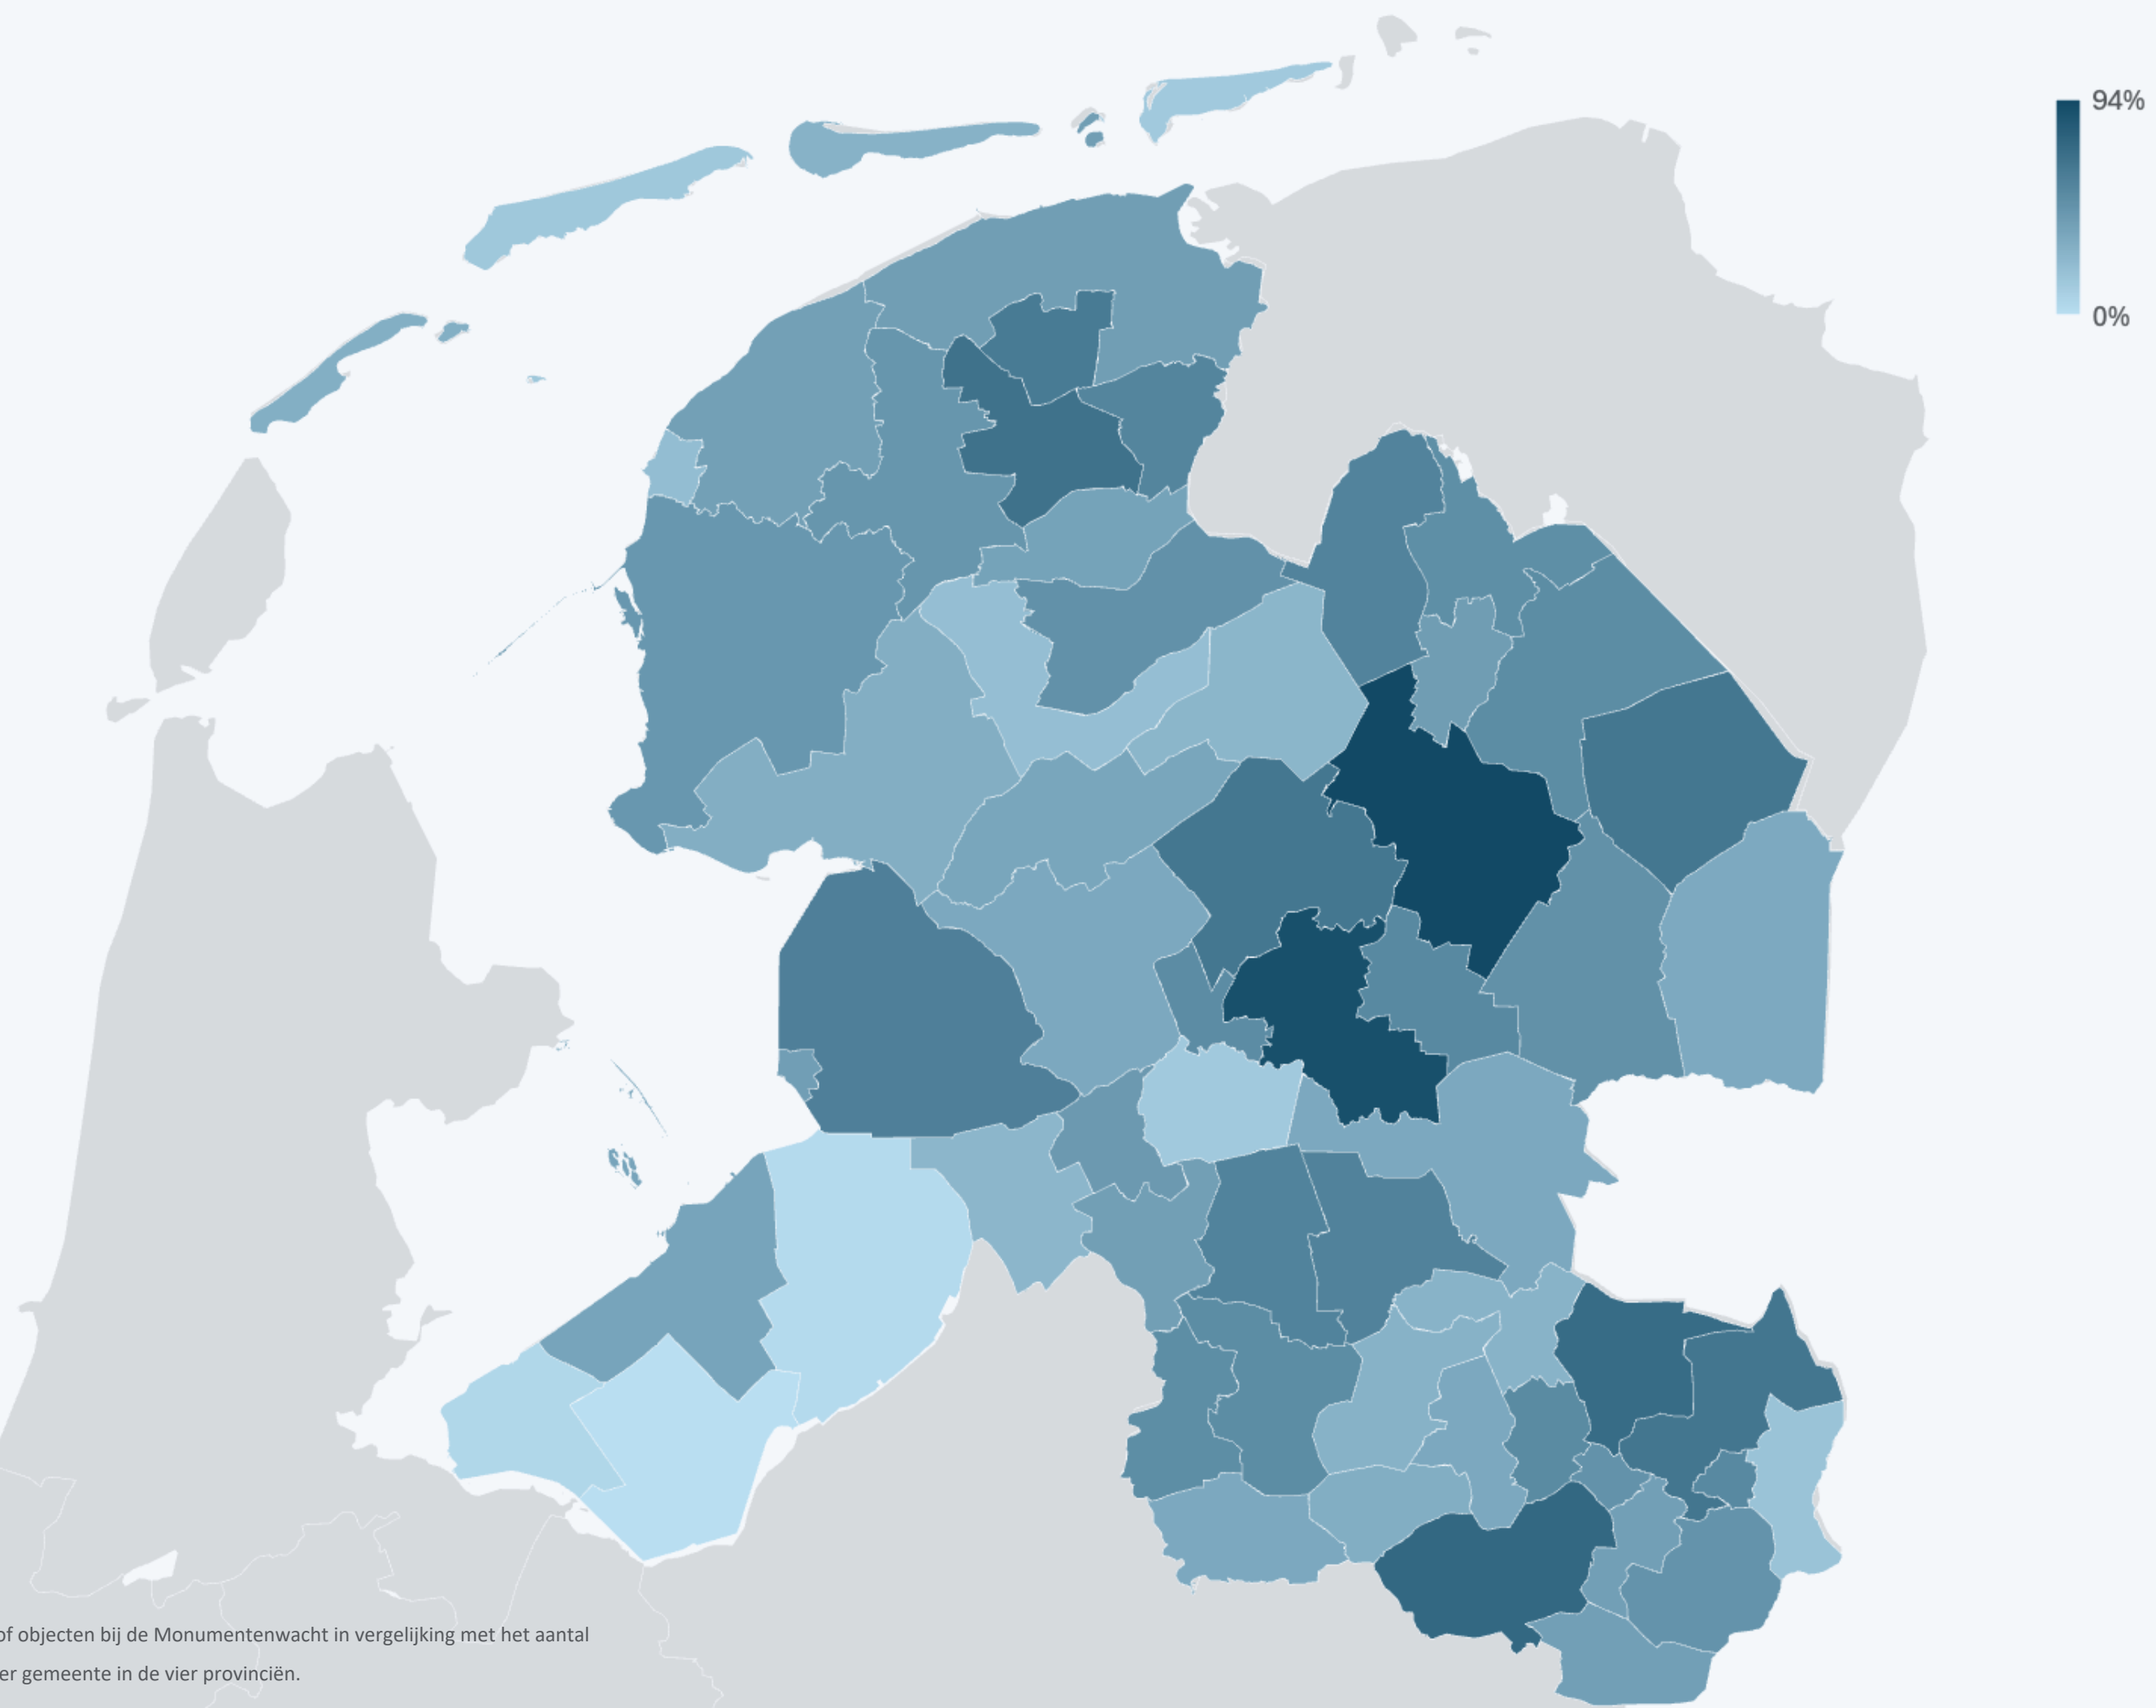 94%
0%
of objecten bij de Monumentenwacht in vergelijking met het aantal
er gemeente in de vier provinciën.